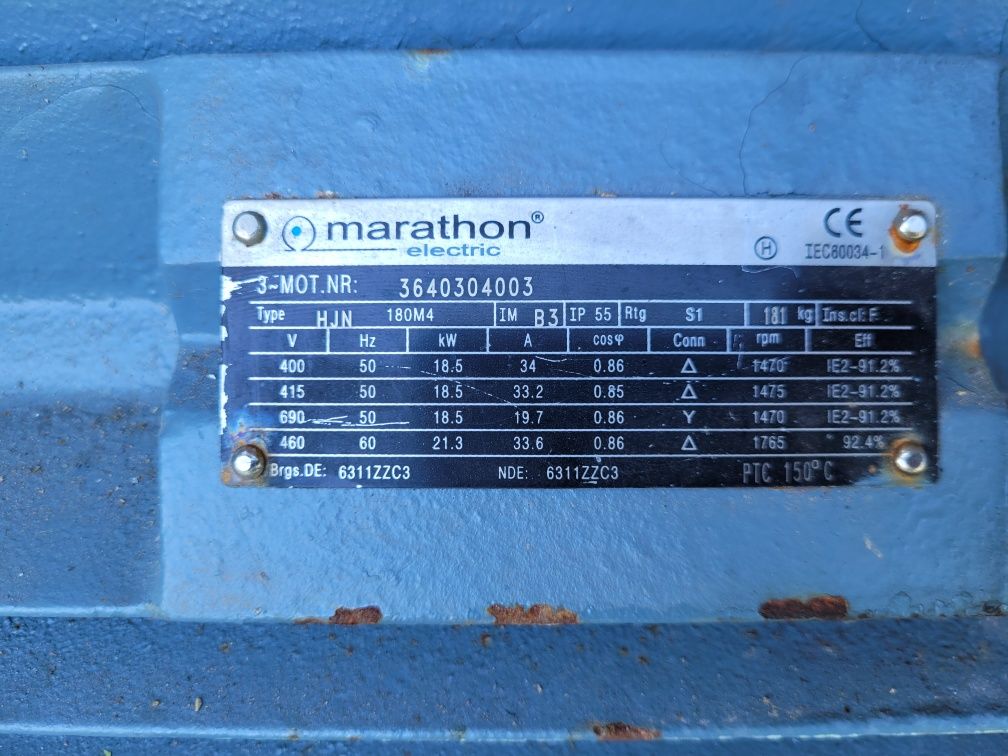 marathon®
electric
H
CE
IEC60034-1
3~MOT.NR: 3640304003
Type HJN 180M4 IM B3 IP 55 Rtg S1 181 kg Ins.cl: F
V Hz kW A cosφ Conn rpm Eff
400 50 18.5 34 0.86 Δ 1470 IE2-91.2%
415 50 18.5 33.2 0.85 Δ 1475 IE2-91.2%
690 50 18.5 19.7 0.86 Y 1470 IE2-91.2%
460 60 21.3 33.6 0.86 Δ 1765 92.4%
Brgs.DE: 6311ZZC3 NDE: 6311ZZC3 PTC 150°C